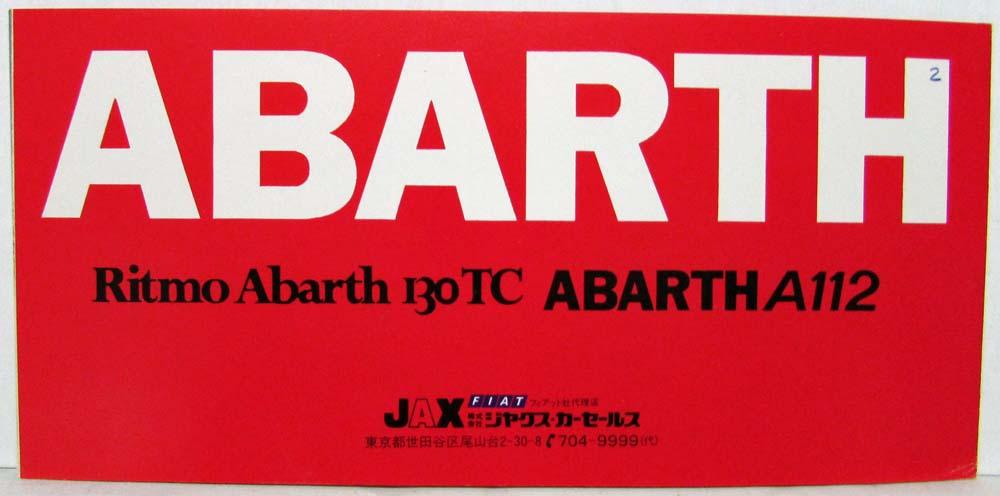 ABARTH
2
Ritmo Abarth 130 TC ABARTH A112
JAX FIAT フィアット社代理店
株式会社 ジャクス・カーセールス
東京都世田谷区尾山台2-30-8 704-9999(代)